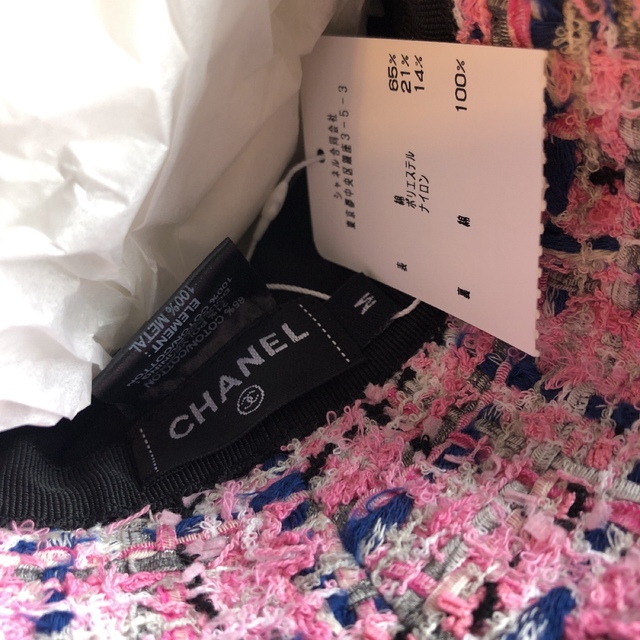 シャネル合同会社
東京都中央区銀座3-5-3
綿 65%
ポリエステル 21%
ナイロン 14%
綿 100%
CHANEL
M
COTTON
ELEMENT:
100% METAL